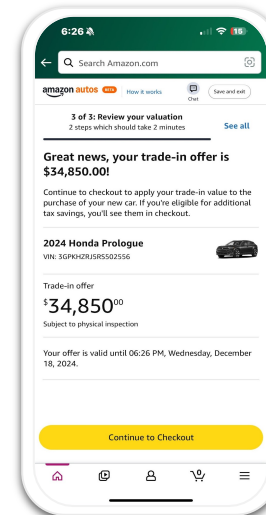 6:26
15
Search Amazon.com
amazon autos BETA How it works Chat Save and exit
3 of 3: Review your valuation
2 steps which should take 2 minutes
See all
Great news, your trade-in offer is
$34,850.00!
Continue to checkout to apply your trade-in value to the
purchase of your new car. If you're eligible for additional
tax savings, you'll see them in checkout.
2024 Honda Prologue
VIN: 3GPKHZRJ5RS502556
Trade-in offer
$34,850.00
Subject to physical inspection
Your offer is valid until 06:26 PM, Wednesday, December
18, 2024.
Continue to Checkout
0